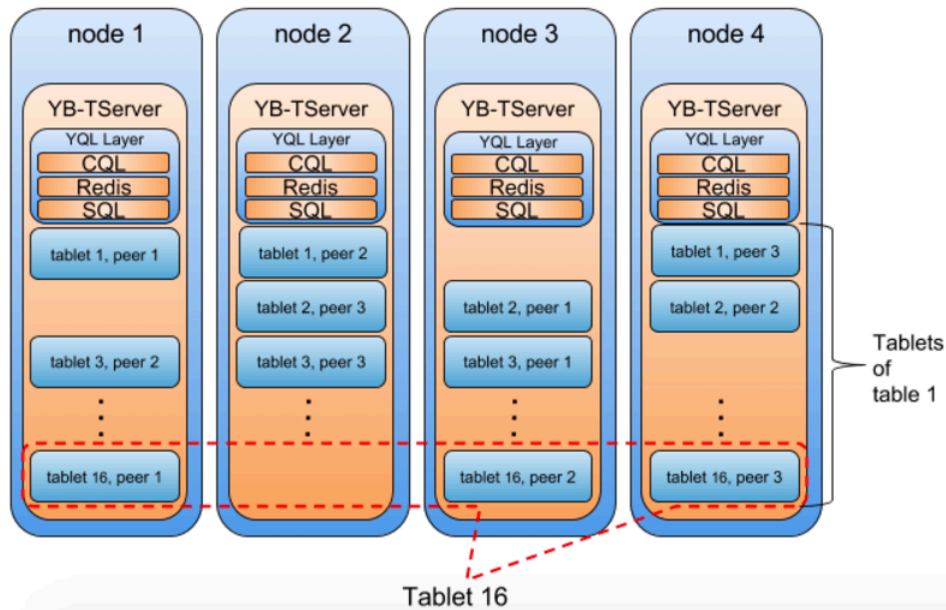 node 1
YB-TServer
YQL Layer
CQL
Redis
SQL
tablet 1, peer 1
tablet 3, peer 2
tablet 16, peer 1
node 2
YB-TServer
YQL Layer
CQL
Redis
SQL
tablet 1, peer 2
tablet 2, peer 3
tablet 3, peer 3
node 3
YB-TServer
YQL Layer
CQL
Redis
SQL
tablet 2, peer 1
tablet 3, peer 1
tablet 16, peer 2
node 4
YB-TServer
YQL Layer
CQL
Redis
SQL
tablet 1, peer 3
tablet 2, peer 2
tablet 16, peer 3
Tablets
of
table 1
Tablet 16